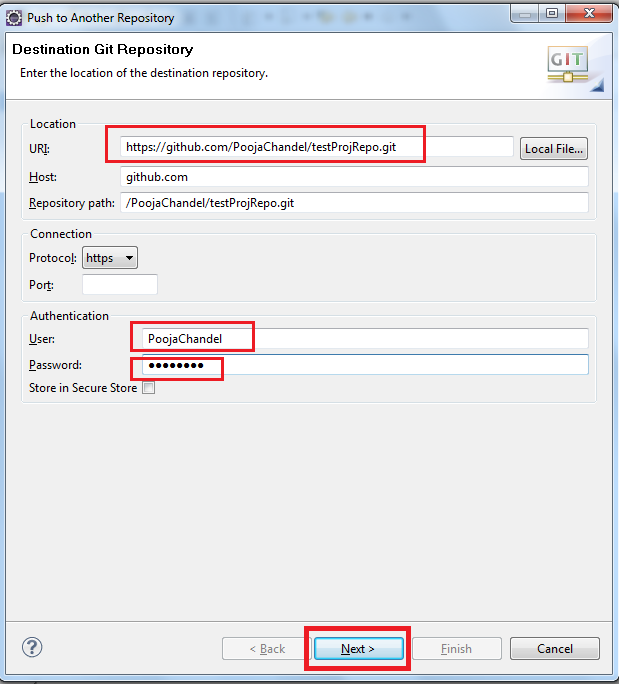 Push to Another Repository
Destination Git Repository
Enter the location of the destination repository.
GIT
Location
URI: https://github.com/PoojaChandel/testProjRepo.git Local File...
Host: github.com
Repository path: /PoojaChandel/testProjRepo.git
Connection
Protocol: https
Port:
Authentication
User: PoojaChandel
Password: ●●●●●●●●
Store in Secure Store
?
< Back Next > Finish Cancel